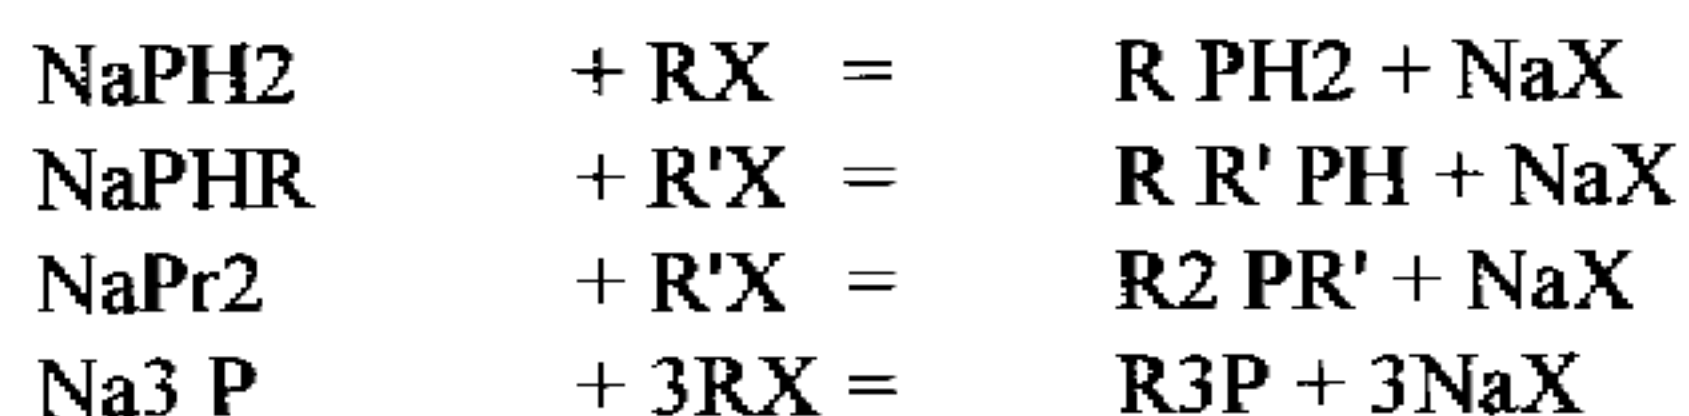 NaPH2 + RX = R PH2 + NaX
NaPHR + R'X = R R' PH + NaX
NaPr2 + R'X = R2 PR' + NaX
Na3 P + 3RX = R3P + 3NaX